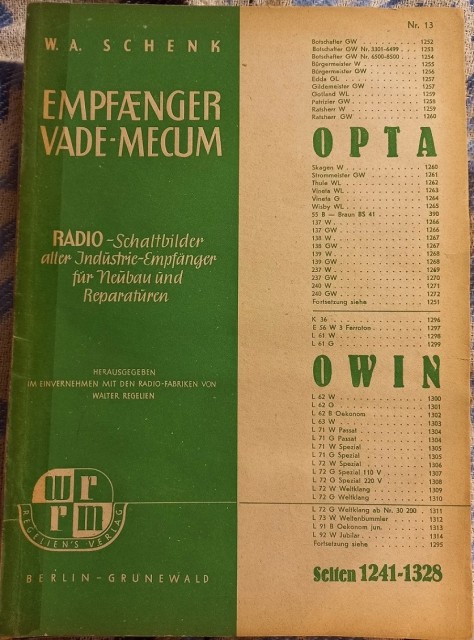 W. A. SCHENK
EMPFÆNGER
VADE-MECUM
RADIO-Schaltbilder
aller Industrie-Empfänger
für Neubau und
Reparaturen
HERAUSGEGEBEN
IM EINVERNEHMEN MIT DEN RADIO-FABRIKEN VON
WALTER REGELIEN
wr
rm
REGELIEN'S VERLAG
BERLIN-GRUNEWALD
Nr. 13
Botschafter GW . . . 1252
Botschafter GW Nr. 3301-6499 . . 1253
Botschafter GW Nr. 6500-8500 . . 1254
Bürgermeister W . . . 1255
Bürgermeister GW . . . 1256
Edda GL . . . 1257
Gildemeister GW . . . 1257
Gotland WL . . . 1259
Patrizier GW . . . 1258
Ratsherr W . . . 1259
Ratsherr GW . . . 1260
OPTA
Skagen W . . . 1260
Strommeister GW . . . 1261
Thule WL . . . 1262
Vineta WL . . . 1263
Vineta G . . . 1264
Wisby WL . . . 1265
55 B — Braun BS 41 . . . 390
137 W . . . 1266
137 GW . . . 1266
138 W . . . 1267
138 GW . . . 1267
139 W . . . 1268
139 GW . . . 1268
237 W . . . 1269
237 GW . . . 1270
240 W . . . 1271
240 GW . . . 1272
Fortsetzung siehe . . . 1251
K 36 . . . 1296
E 56 W 3 Ferroton . . . 1297
L 61 W . . . 1298
L 61 G . . . 1299
OWIN
L 62 W . . . 1300
L 62 G . . . 1301
L 62 B Oekonom . . . 1302
L 63 W . . . 1303
L 71 W Passat . . . 1304
L 71 G Passat . . . 1304
L 71 W Spezial . . . 1305
L 71 G Spezial . . . 1305
L 72 W Spezial . . . 1306
L 72 G Spezial 110 V . . . 1307
L 72 G Spezial 220 V . . . 1308
L 72 W Weltklang . . . 1309
L 72 G Weltklang . . . 1310
L 72 G Weltklang ab Nr. 30 200 . 1311
L 73 W Weltenbummler . . . 1312
L 91 B Oekonom jun. . . . 1313
L 92 W Jubilar . . . 1314
Fortsetzung siehe . . . 1295
Seiten 1241-1328